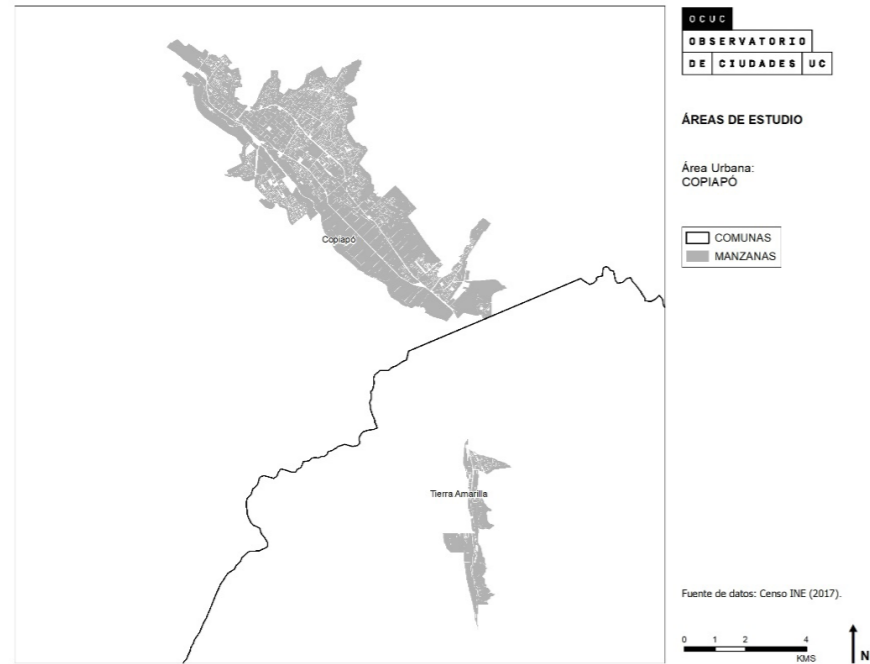 OCUC
OBSERVATORIO
DE CIUDADES UC
ÁREAS DE ESTUDIO
Área Urbana:
COPIAPÓ
COMUNAS
MANZANAS
Copiapó
Tierra Amarilla
Fuente de datos: Censo INE (2017).
0 1 2 4
KMS
N